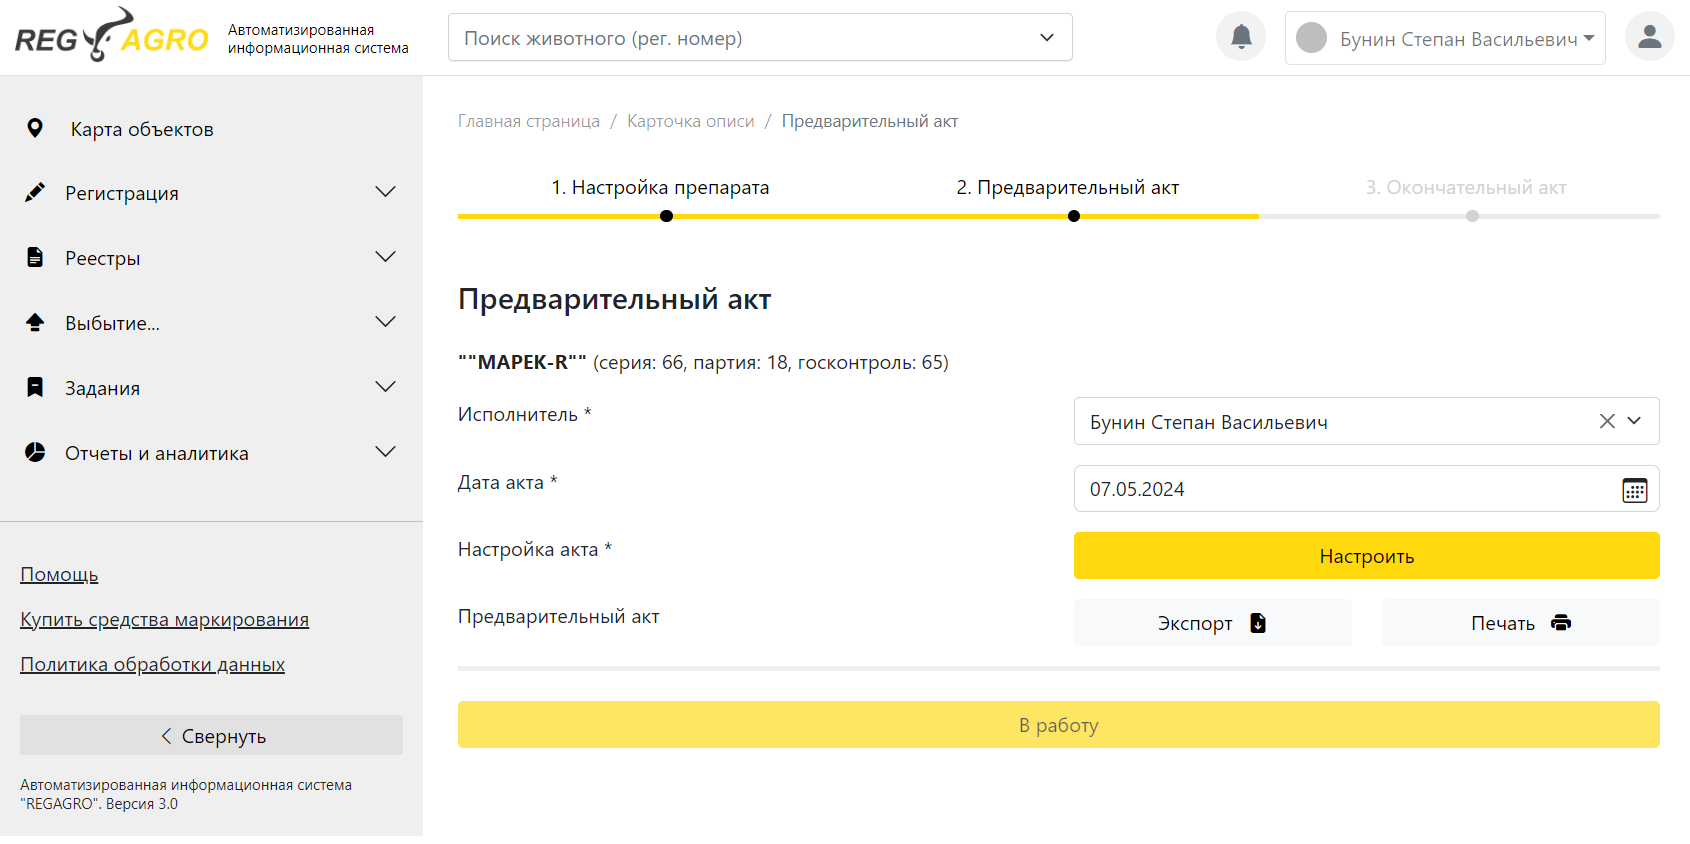 REG AGRO
Автоматизированная
информационная система
Поиск животного (рег. номер)
Бунин Степан Васильевич
Карта объектов
Регистрация
Реестры
Выбытие...
Задания
Отчеты и аналитика
Помощь
Купить средства маркирования
Политика обработки данных
Свернуть
Автоматизированная информационная система
"REGAGRO". Версия 3.0
Главная страница / Карточка описи / Предварительный акт
1. Настройка препарата
2. Предварительный акт
3. Окончательный акт
Предварительный акт
""МАРЕК-R"" (серия: 66, партия: 18, госконтроль: 65)
Исполнитель *
Бунин Степан Васильевич
Дата акта *
07.05.2024
Настройка акта *
Настроить
Предварительный акт
Экспорт
Печать
В работу